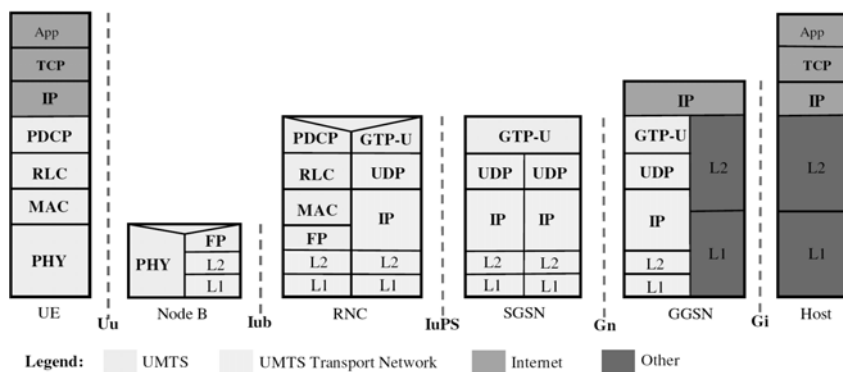 App
TCP
IP
PDCP
RLC
MAC
PHY
UE
Uu
PHY
FP
L2
L1
Node B
Iub
PDCP GTP-U
RLC UDP
MAC
IP
FP
L2 L2
L1 L1
RNC
IuPS
GTP-U
UDP UDP
IP IP
L2 L2
L1 L1
SGSN
Gn
IP
GTP-U
L2
UDP
IP
L1
L2
L1
GGSN
Gi
App
TCP
IP
L2
L1
Host
Legend: UMTS UMTS Transport Network Internet Other